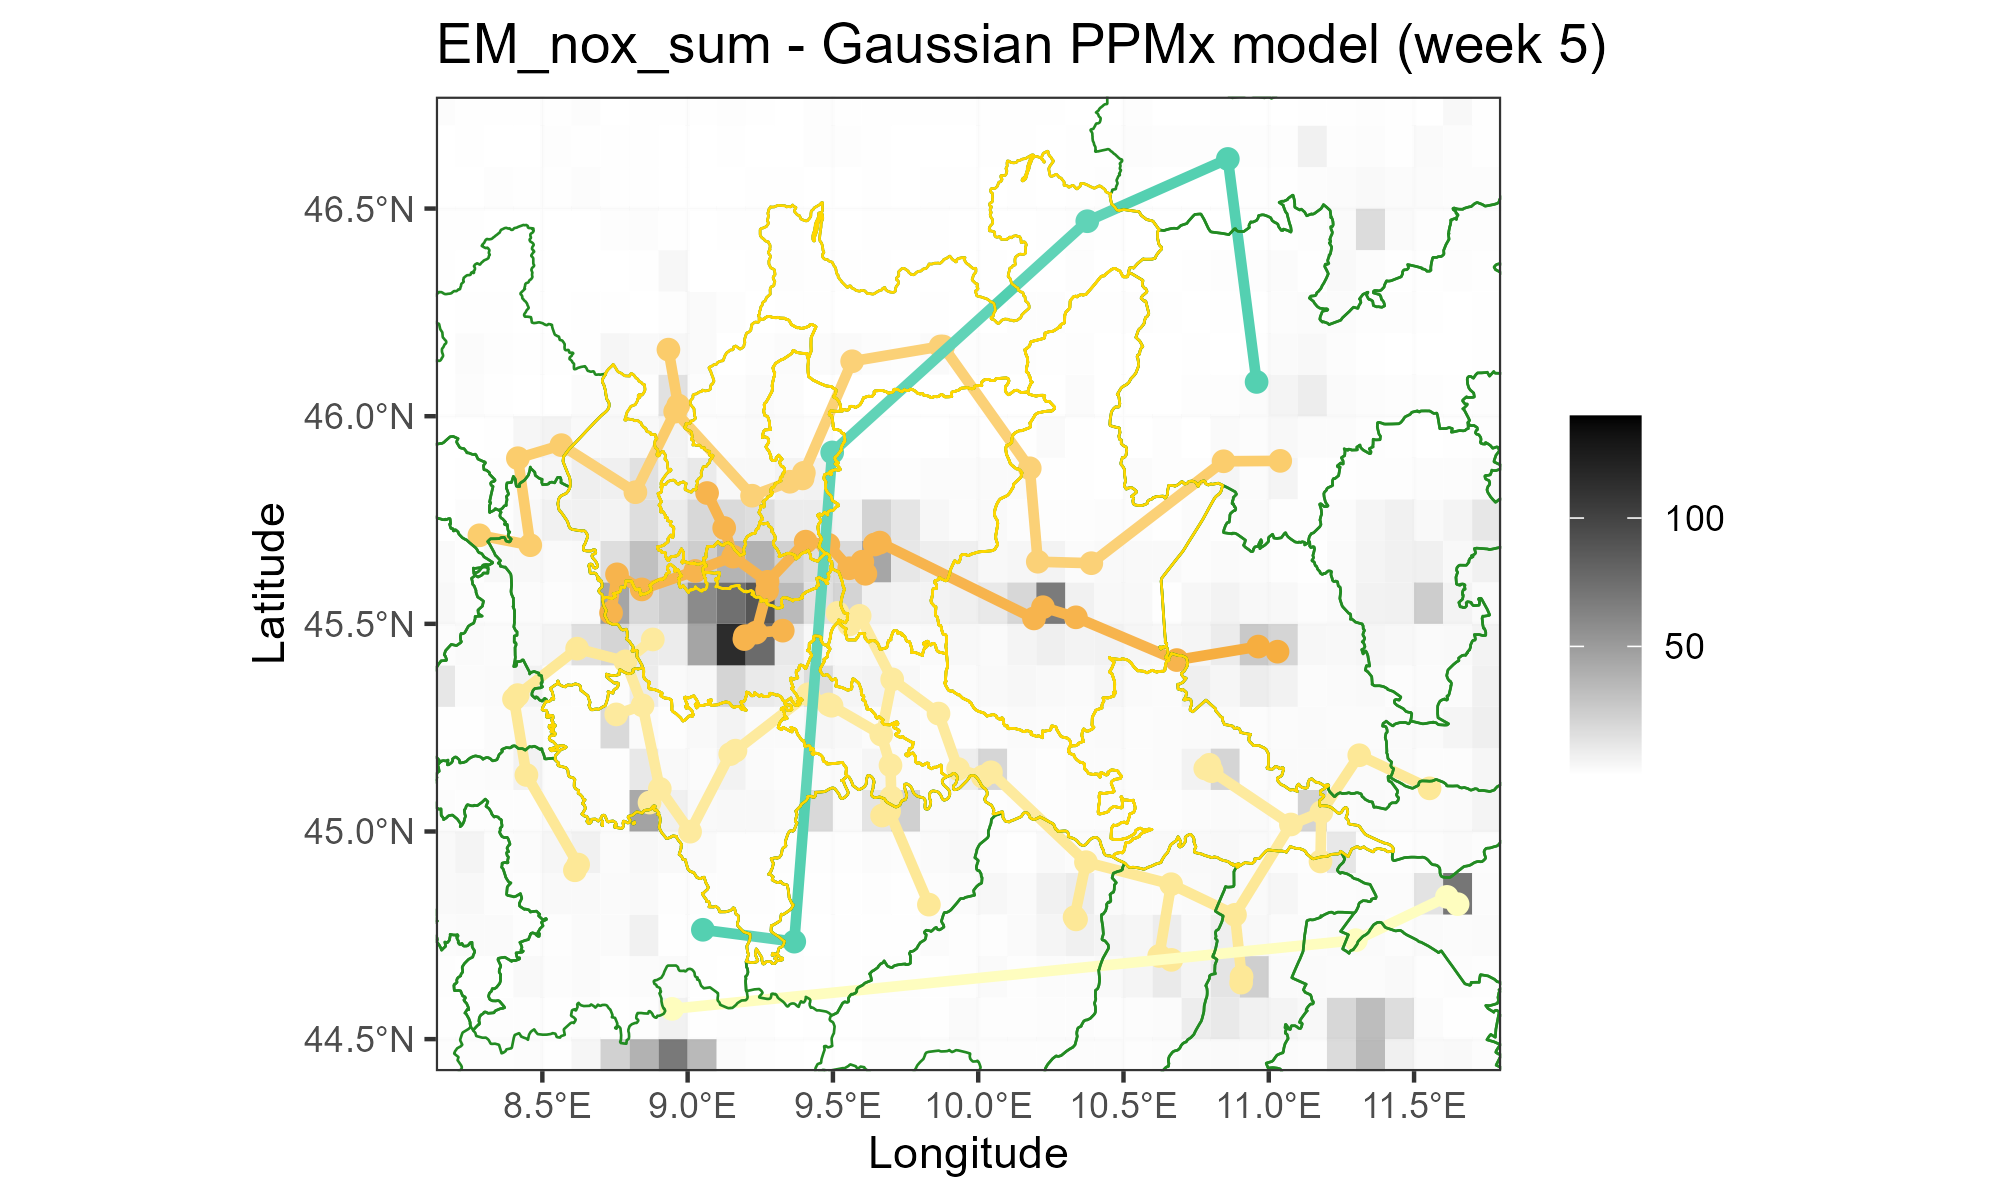 EM_nox_sum - Gaussian PPMx model (week 5)
46.5°N
46.0°N
45.5°N
45.0°N
44.5°N
Latitude
8.5°E
9.0°E
9.5°E
10.0°E
10.5°E
11.0°E
11.5°E
Longitude
100
50